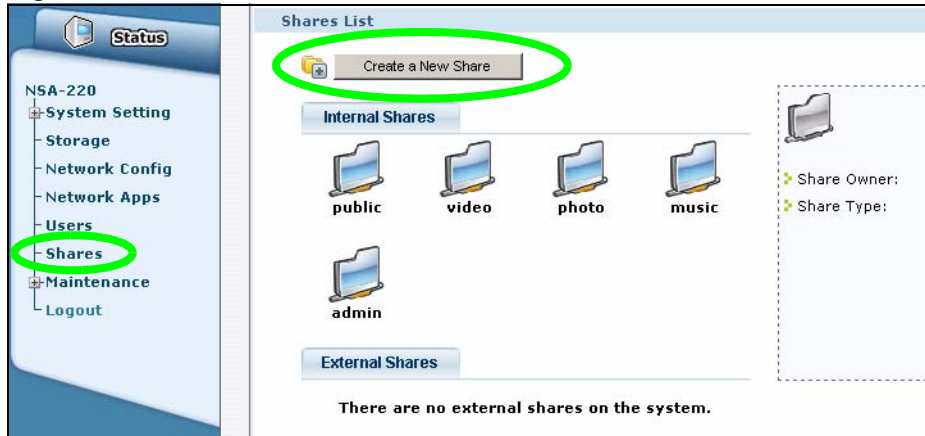 Status
NSA-220
System Setting
Storage
Network Config
Network Apps
Users
Shares
Maintenance
Logout
Shares List
Create a New Share
Internal Shares
public video photo music
admin
External Shares
There are no external shares on the system.
Share Owner:
Share Type: